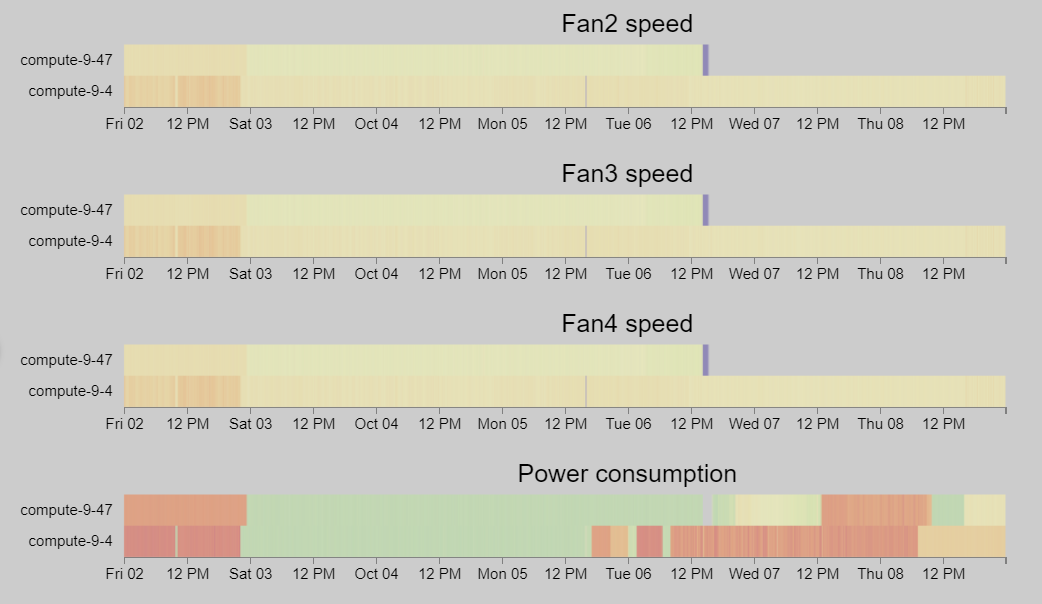 Fan2 speed
compute-9-47
compute-9-4
Fri 02 12 PM Sat 03 12 PM Oct 04 12 PM Mon 05 12 PM Tue 06 12 PM Wed 07 12 PM Thu 08 12 PM
Fan3 speed
compute-9-47
compute-9-4
Fri 02 12 PM Sat 03 12 PM Oct 04 12 PM Mon 05 12 PM Tue 06 12 PM Wed 07 12 PM Thu 08 12 PM
Fan4 speed
compute-9-47
compute-9-4
Fri 02 12 PM Sat 03 12 PM Oct 04 12 PM Mon 05 12 PM Tue 06 12 PM Wed 07 12 PM Thu 08 12 PM
Power consumption
compute-9-47
compute-9-4
Fri 02 12 PM Sat 03 12 PM Oct 04 12 PM Mon 05 12 PM Tue 06 12 PM Wed 07 12 PM Thu 08 12 PM